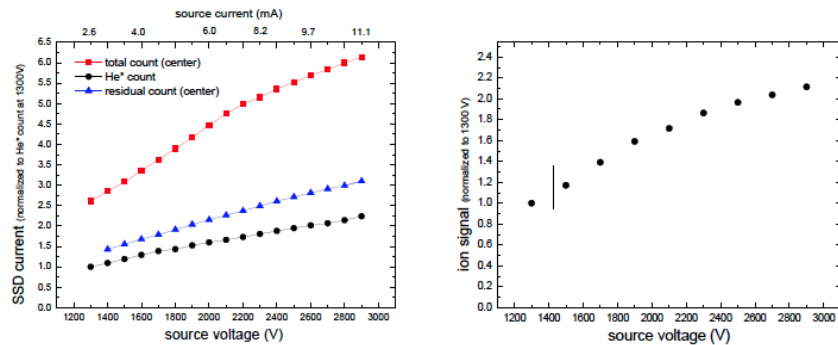 source current (mA)
2.6 4.0 6.0 8.2 9.7 11.1
6.5
6.0
5.5
5.0
4.5
4.0
3.5
3.0
2.5
2.0
1.5
1.0
0.5
0.0
SSD current (normalized to He* count at 1300V)
total count (center)
He* count
residual count (center)
1200 1400 1600 1800 2000 2200 2400 2600 2800 3000
source voltage (V)
2.4
2.2
2.0
1.8
1.6
1.4
1.2
1.0
0.8
0.6
0.4
0.2
0.0
ion signal (normalized to 1300 V)
1200 1400 1600 1800 2000 2200 2400 2600 2800 3000
source voltage (V)